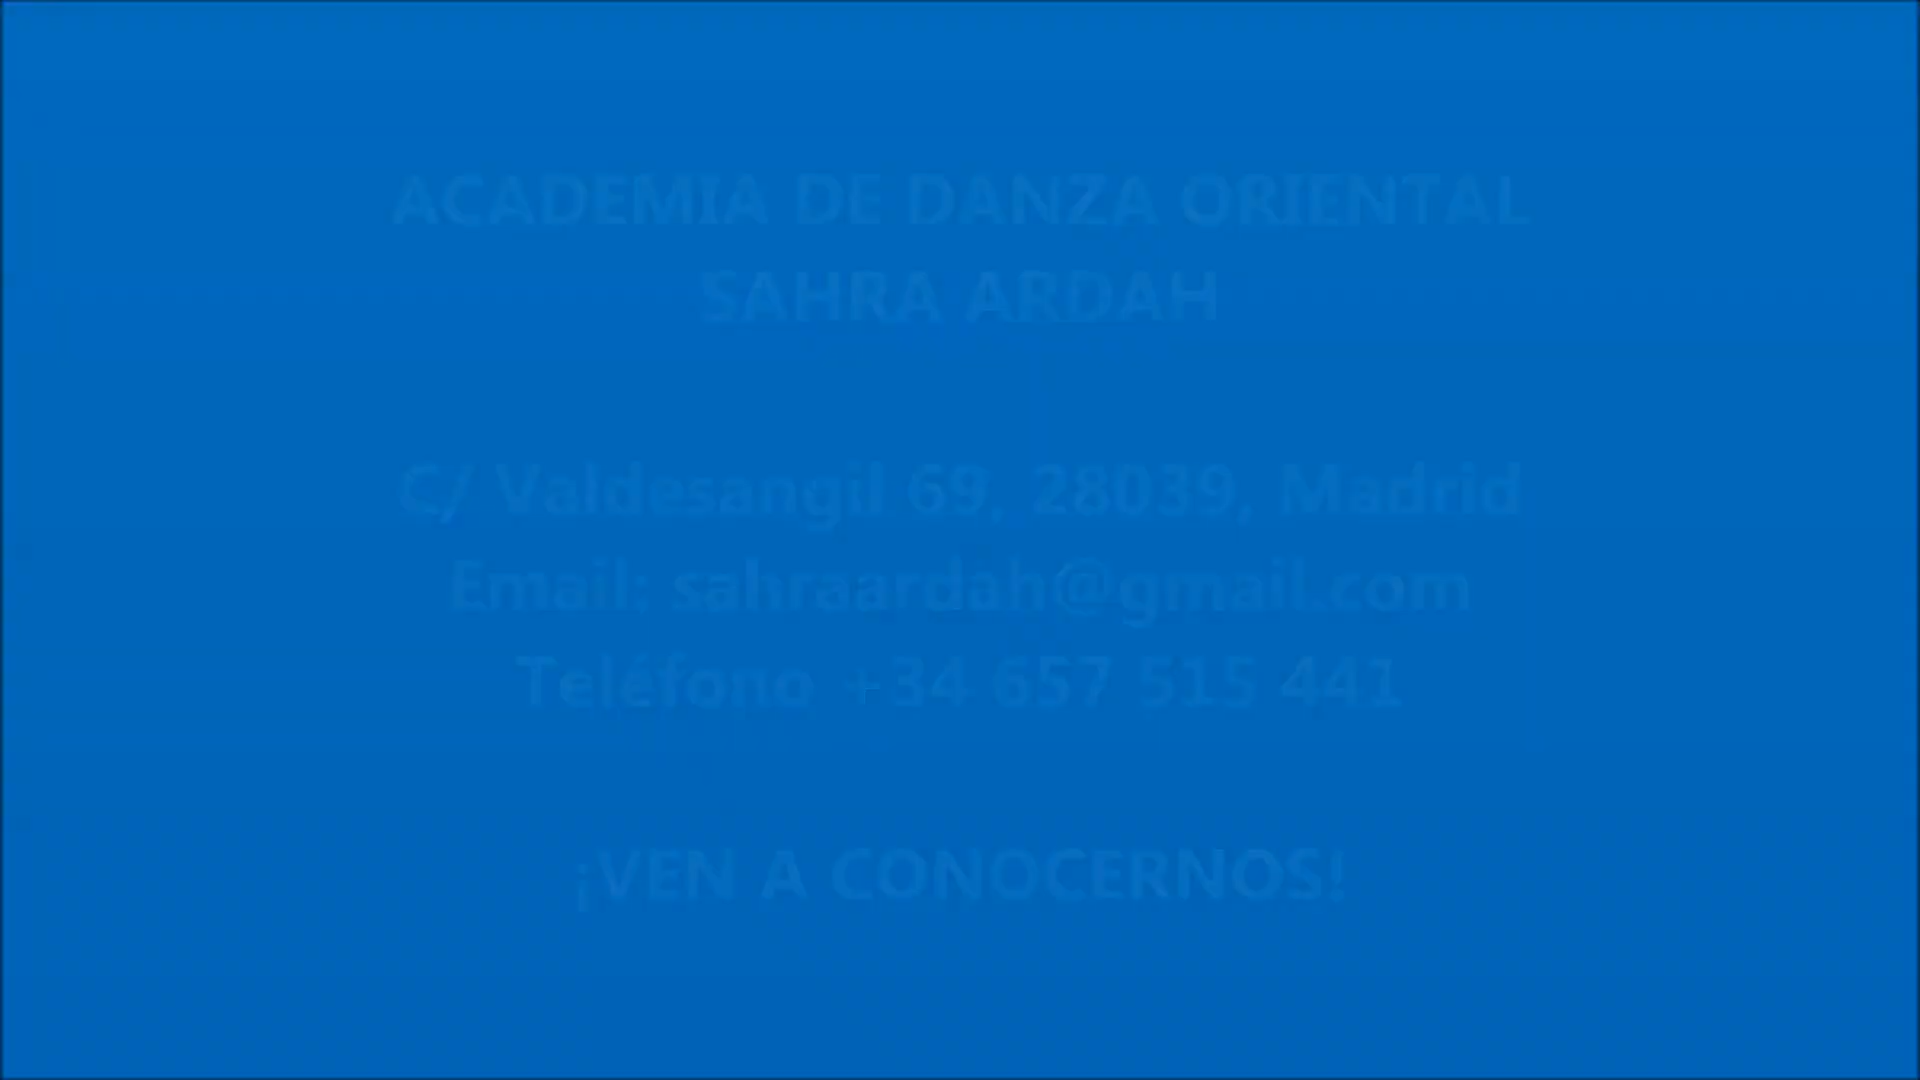 ACADEMIA DE DANZA ORIENTAL
SAHRA ARDAH
C/ Valdesangil 69, 28039, Madrid
Email: sahraardah@gmail.com
Teléfono +34 657 515 441
¡VEN A CONOCERNOS!